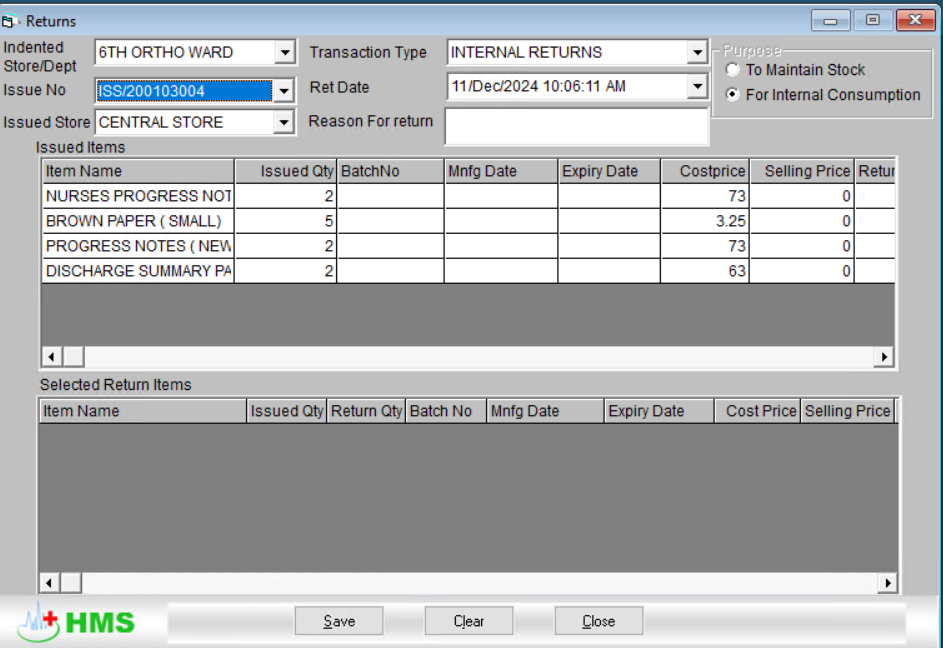 Returns
Indented Store/Dept 6TH ORTHO WARD Transaction Type INTERNAL RETURNS Purpose
To Maintain Stock
Issue No ISS/200103004 Ret Date 11/Dec/2024 10:06:11 AM For Internal Consumption
Issued Store CENTRAL STORE Reason For return
Issued Items
Item Name Issued Qty BatchNo Mnfg Date Expiry Date Costprice Selling Price Retur
NURSES PROGRESS NOT 2 73 0
BROWN PAPER ( SMALL) 5 3.25 0
PROGRESS NOTES ( NEW 2 73 0
DISCHARGE SUMMARY PA 2 63 0
Selected Return Items
Item Name Issued Qty Return Qty Batch No Mnfg Date Expiry Date Cost Price Selling Price
HMS Save Clear Close